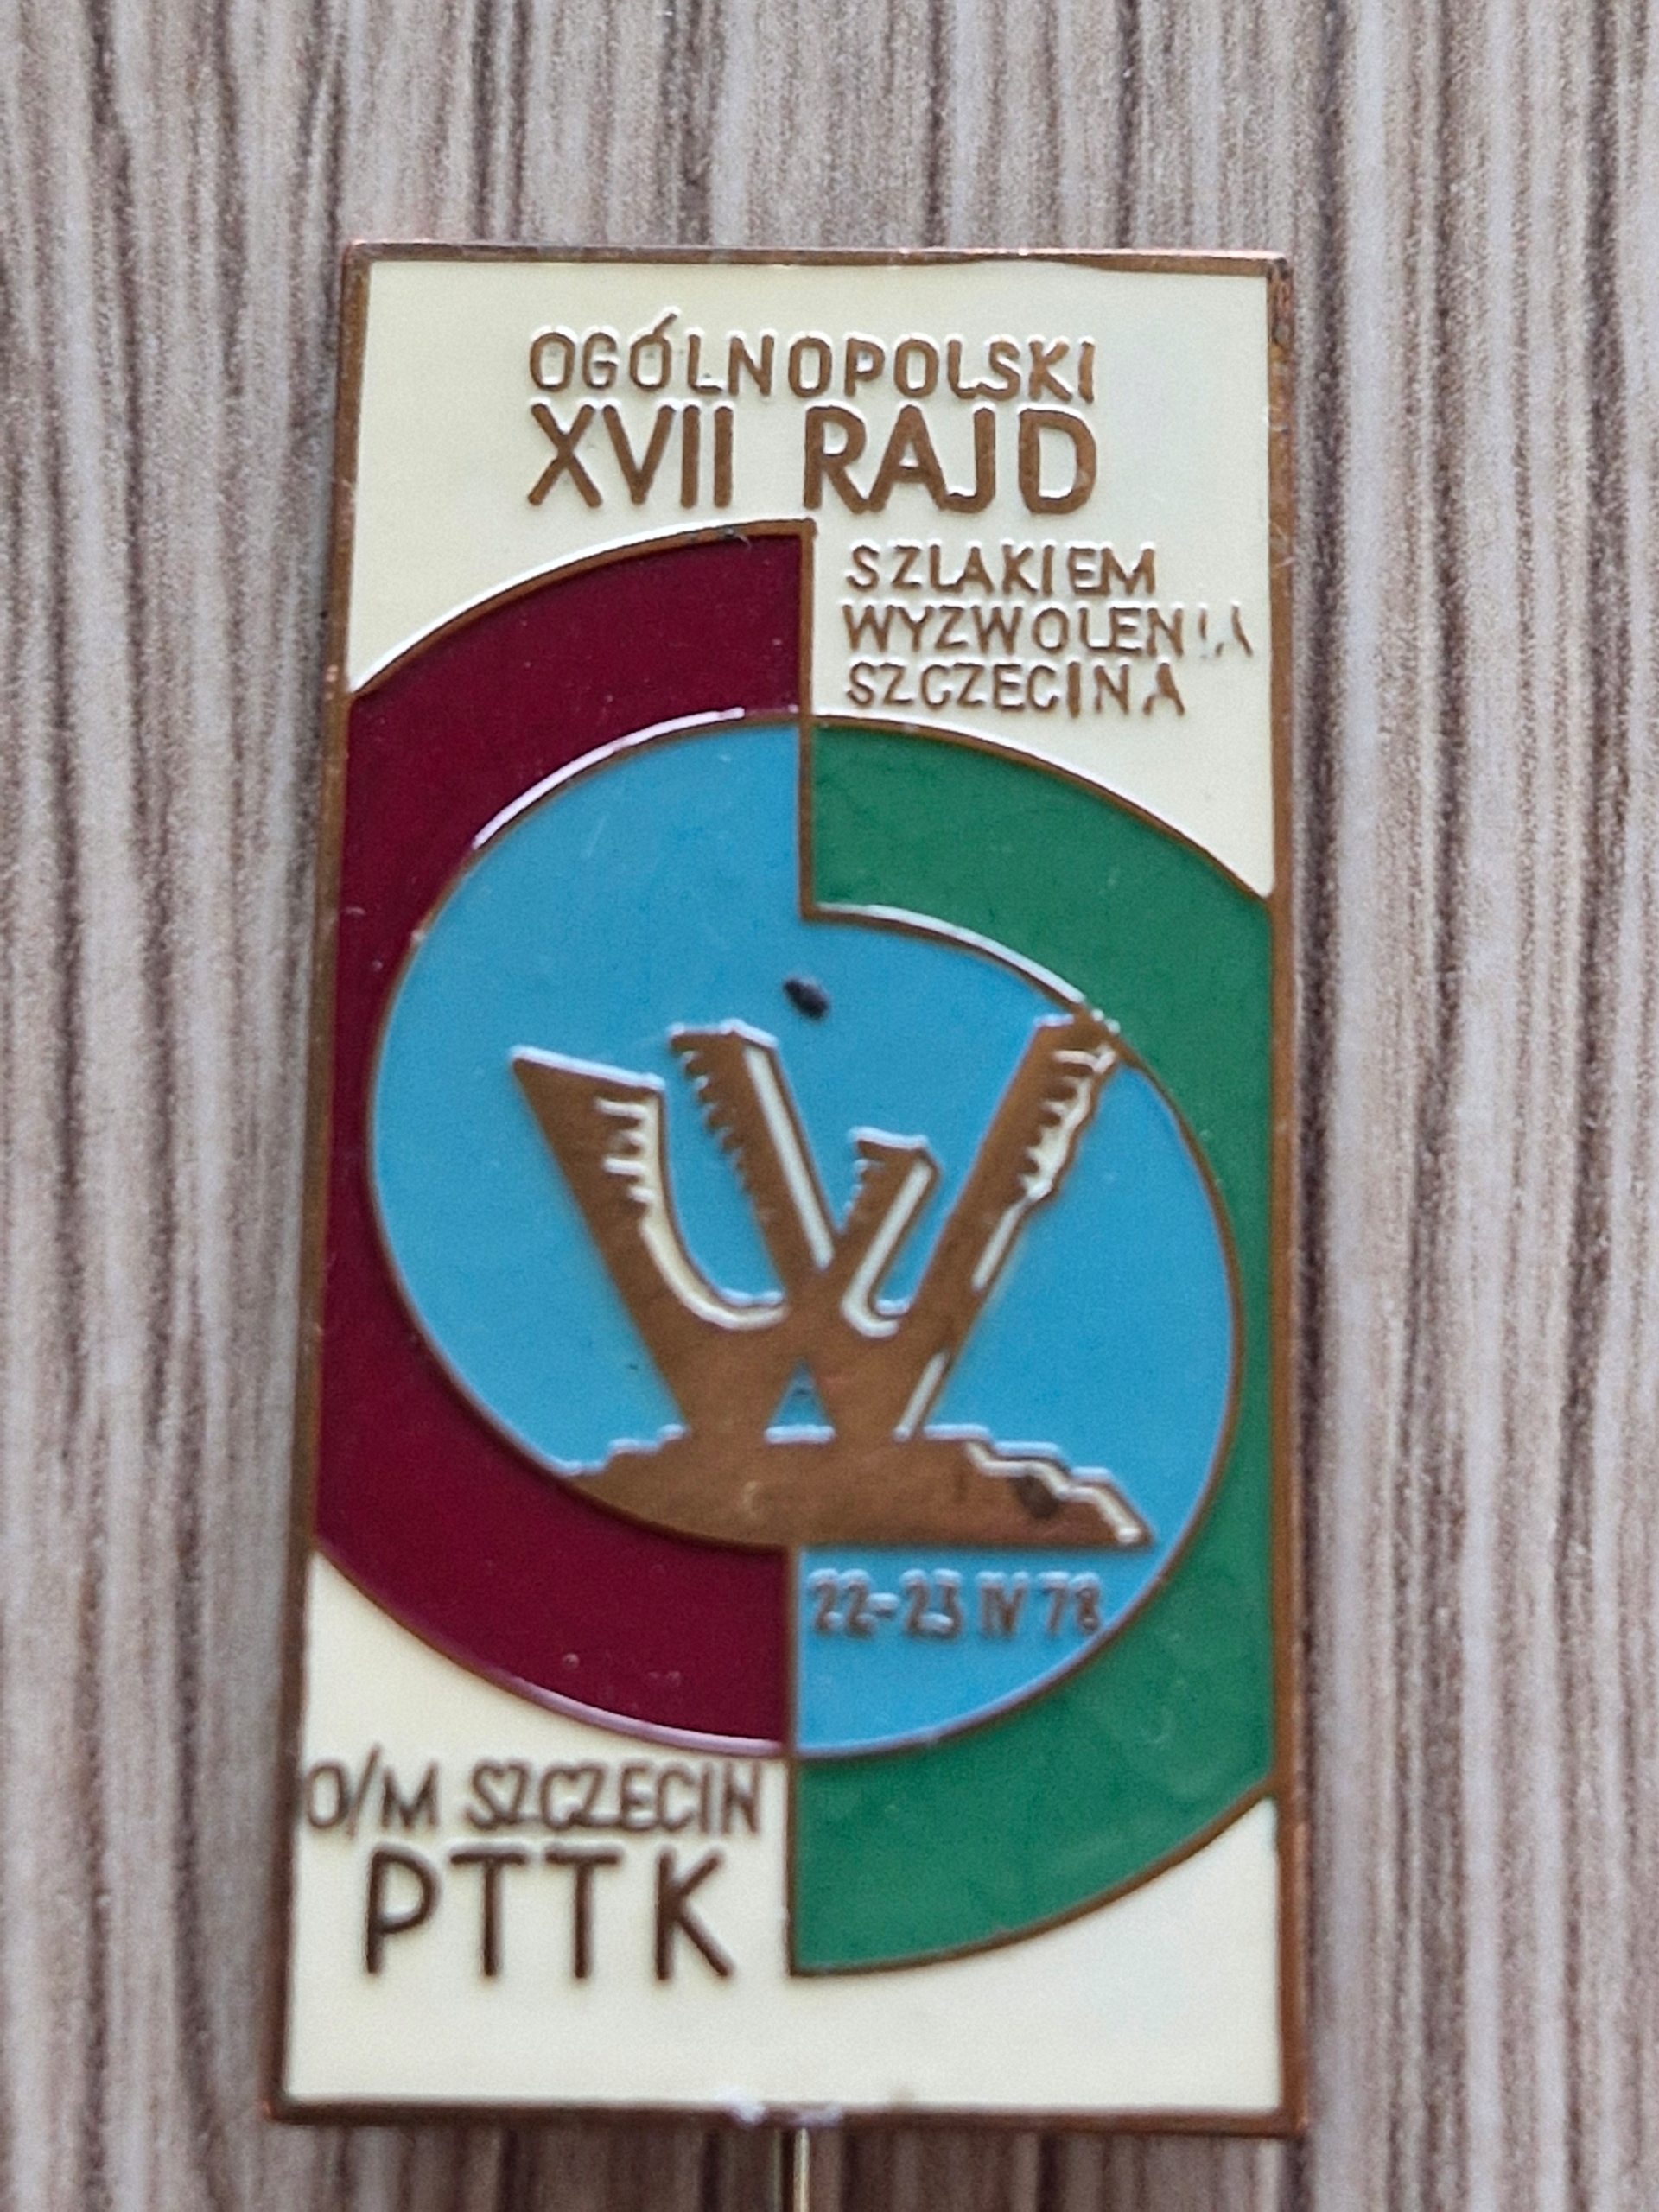 OGÓLNOPOLSKI
XVII RAJD
SZLAKIEM
WYZWOLENIA
SZCZECINA
22-23 IV 78
O/M SZCZECIN
PTTK